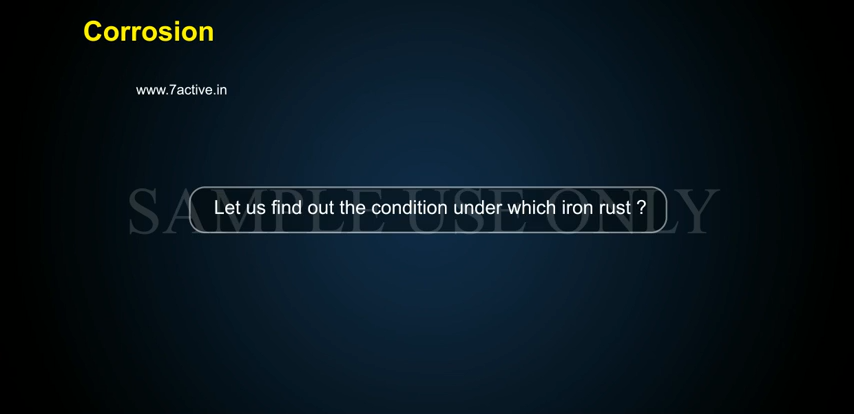 Corrosion
www.7active.in
SAMPLE USE ONLY
Let us find out the condition under which iron rust ?